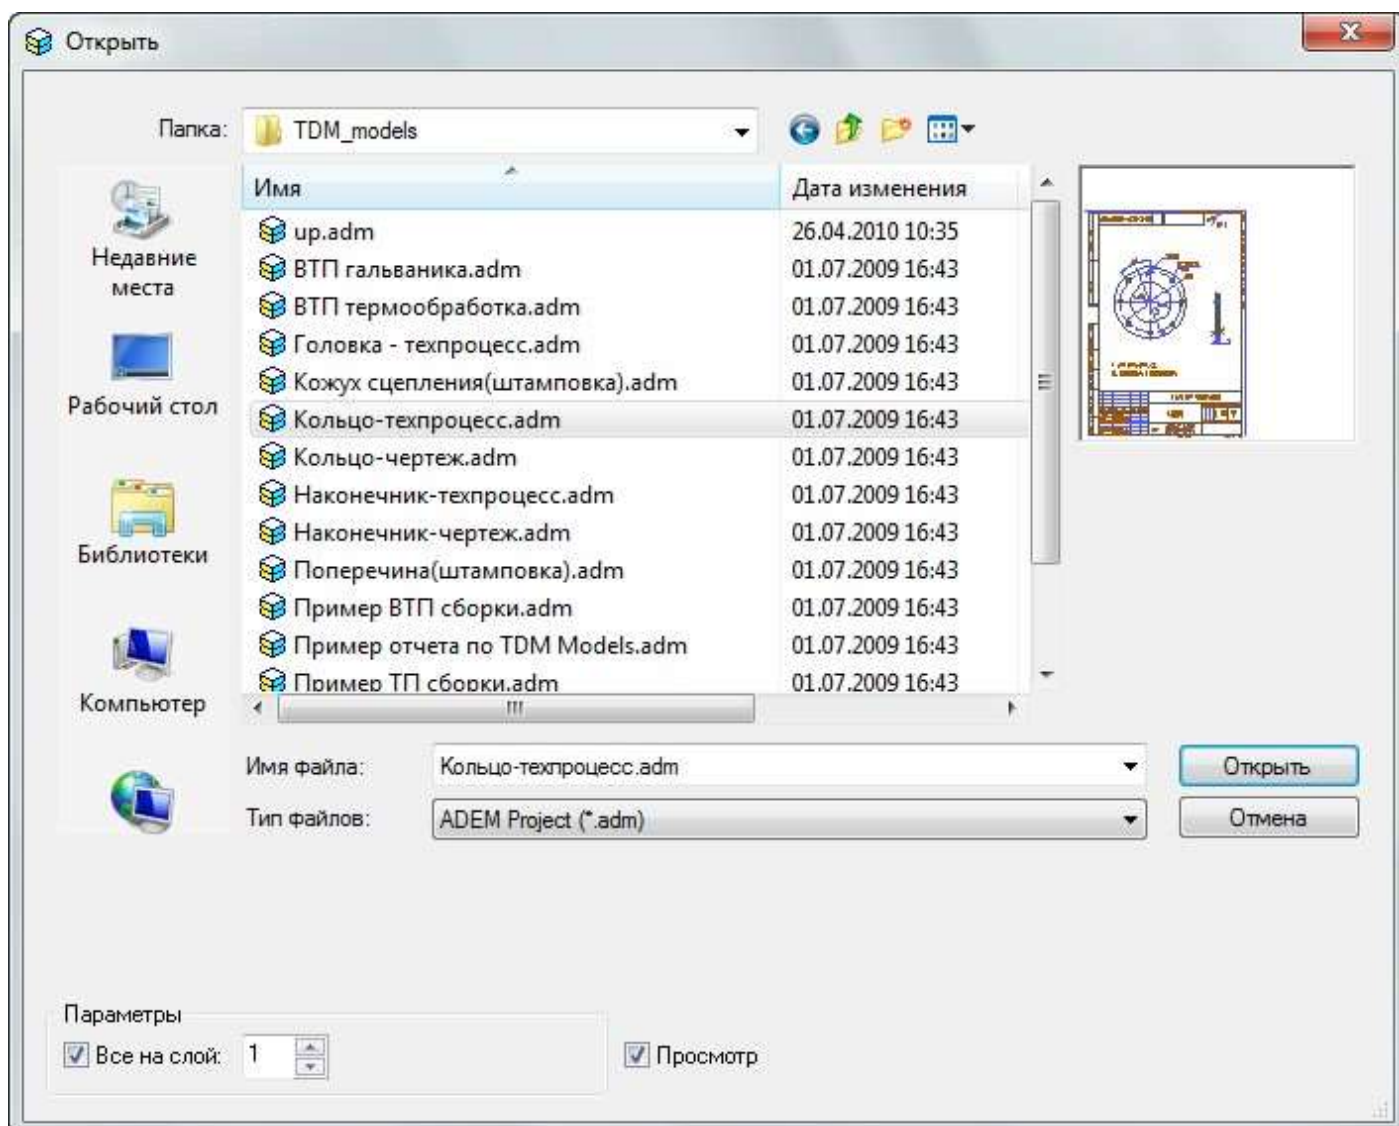 Открыть
Папка: TDM_models
Имя Дата изменения
up.adm 26.04.2010 10:35
ВТП гальваника.adm 01.07.2009 16:43
ВТП термообработка.adm 01.07.2009 16:43
Головка - техпроцесс.adm 01.07.2009 16:43
Кожух сцепления(штамповка).adm 01.07.2009 16:43
Кольцо-техпроцесс.adm 01.07.2009 16:43
Кольцо-чертеж.adm 01.07.2009 16:43
Наконечник-техпроцесс.adm 01.07.2009 16:43
Наконечник-чертеж.adm 01.07.2009 16:43
Поперечина(штамповка).adm 01.07.2009 16:43
Пример ВТП сборки.adm 01.07.2009 16:43
Пример отчета по TDM Models.adm 01.07.2009 16:43
Пример ТП сборки.adm 01.07.2009 16:43
Недавние
места
Рабочий стол
Библиотеки
Компьютер
Имя файла: Кольцо-техпроцесс.adm Открыть
Тип файлов: ADEM Project (*.adm) Отмена
Параметры
Все на слой: 1 Просмотр